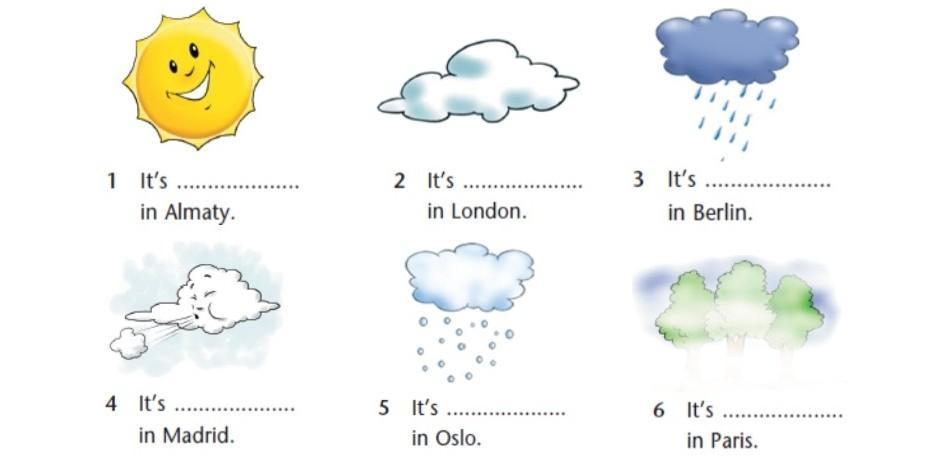 1 It's ....................
in Almaty.
2 It's ....................
in London.
3 It's ....................
in Berlin.
4 It's ....................
in Madrid.
5 It's ....................
in Oslo.
6 It's ....................
in Paris.